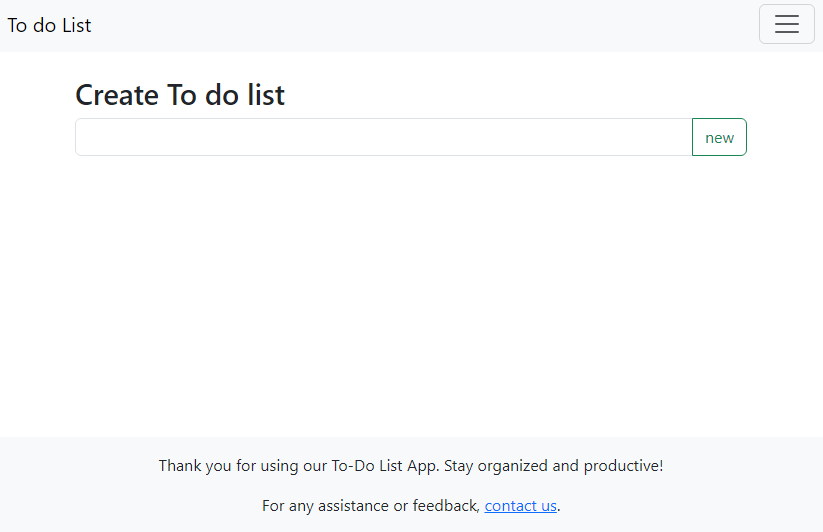 To do List
Create To do list
new
Thank you for using our To-Do List App. Stay organized and productive!
For any assistance or feedback, contact us.